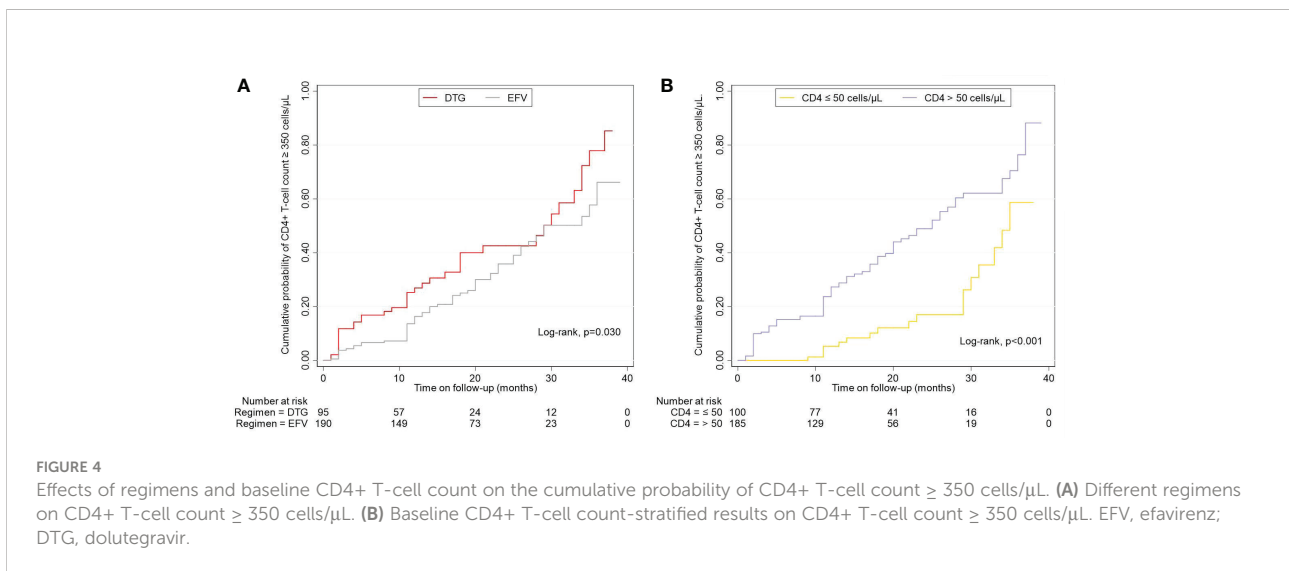 A
DTG EFV
Cumulative probability of CD4+ T-cell count ≥ 350 cells/μL
1.00
0.80
0.60
0.40
0.20
0.00
Log-rank, p=0.030
0 10 20 30 40
Time on follow-up (months)
Number at risk
Regimen = DTG 95 57 24 12 0
Regimen = EFV 190 149 73 23 0
B
CD4 ≤ 50 cells/μL CD4 > 50 cells/μL
Cumulative probability of CD4+ T-cell count ≥ 350 cells/μL.
1.00
0.80
0.60
0.40
0.20
0.00
Log-rank, p<0.001
0 10 20 30 40
Time on follow-up (months)
Number at risk
CD4 = ≤ 50 100 77 41 16 0
CD4 = > 50 185 129 56 19 0
FIGURE 4
Effects of regimens and baseline CD4+ T-cell count on the cumulative probability of CD4+ T-cell count ≥ 350 cells/μL. (A) Different regimens
on CD4+ T-cell count ≥ 350 cells/μL. (B) Baseline CD4+ T-cell count-stratified results on CD4+ T-cell count ≥ 350 cells/μL. EFV, efavirenz;
DTG, dolutegravir.